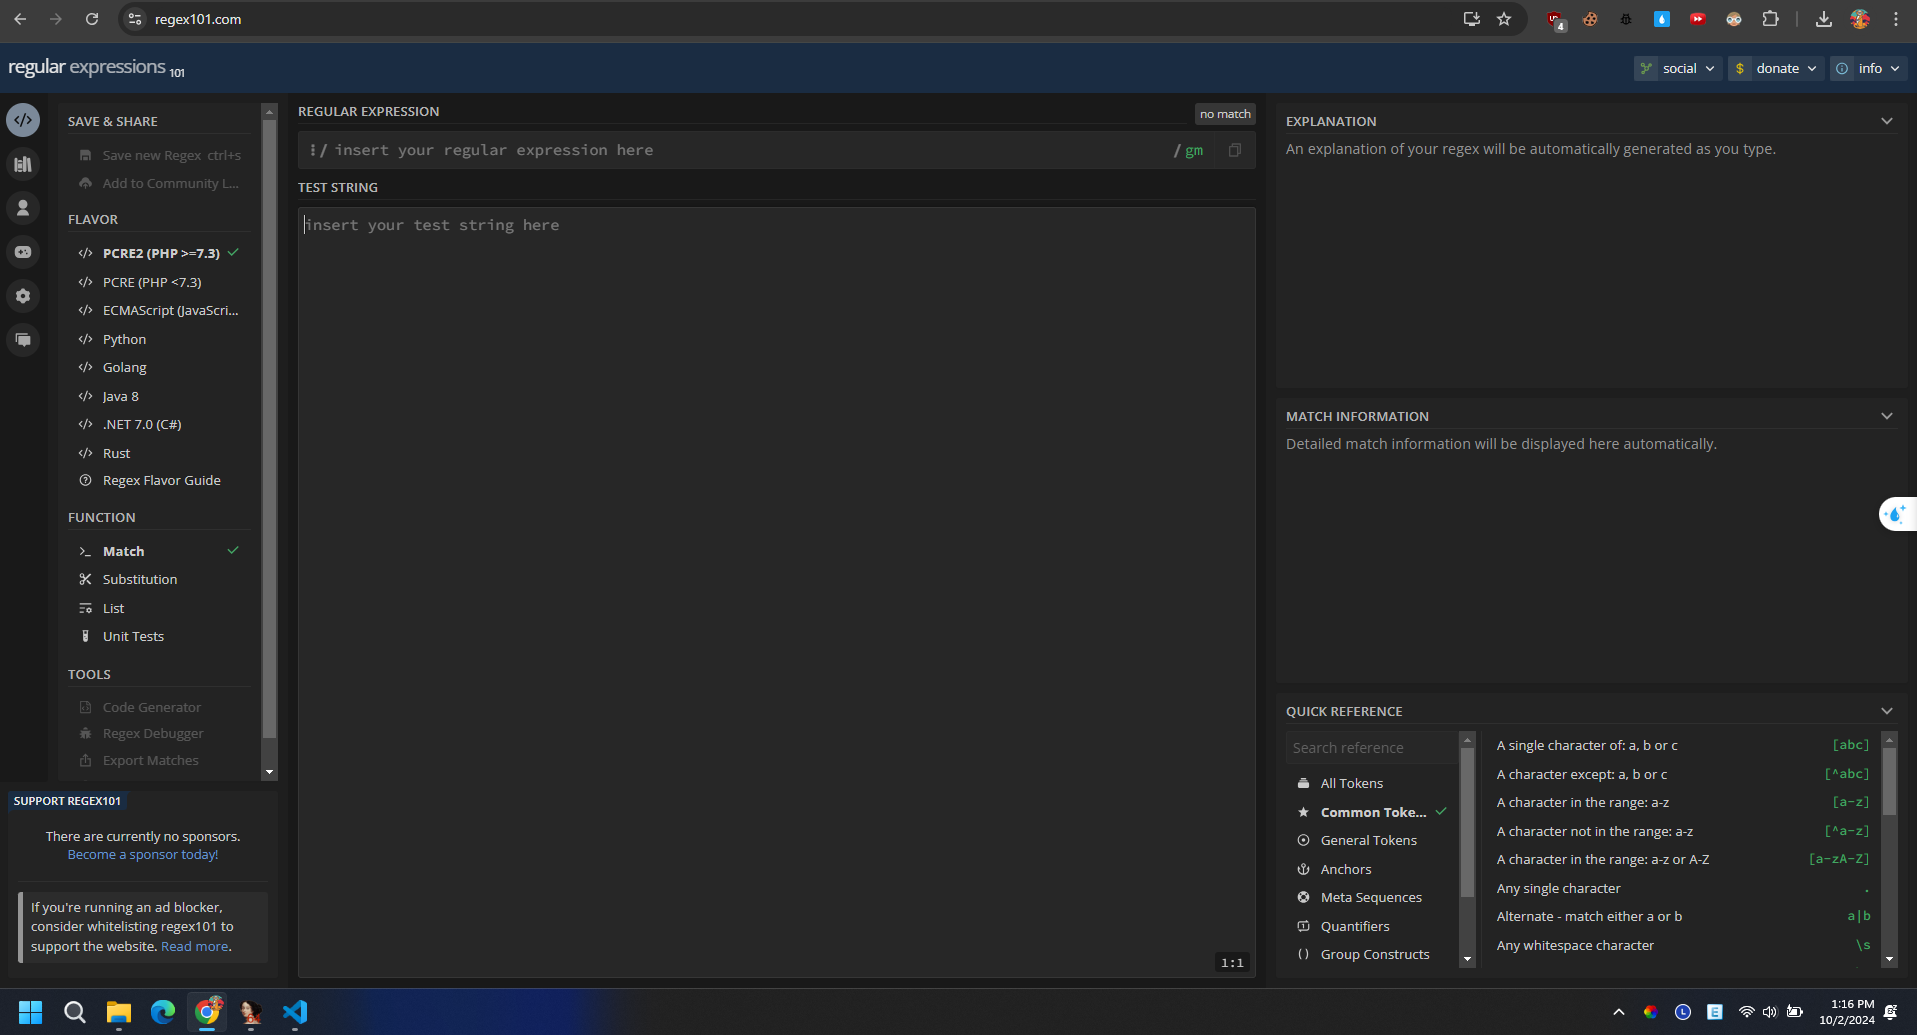 regex101.com
4
regular expressions 101
social
donate
info
SAVE & SHARE
Save new Regex ctrl+s
Add to Community L...
FLAVOR
PCRE2 (PHP >=7.3)
PCRE (PHP <7.3)
ECMAScript (JavaScri...
Python
Golang
Java 8
.NET 7.0 (C#)
Rust
Regex Flavor Guide
FUNCTION
Match
Substitution
List
Unit Tests
TOOLS
Code Generator
Regex Debugger
Export Matches
SUPPORT REGEX101
There are currently no sponsors.
Become a sponsor today!
If you're running an ad blocker,
consider whitelisting regex101 to
support the website. Read more.
REGULAR EXPRESSION
no match
/ insert your regular expression here / gm
TEST STRING
insert your test string here
1:1
EXPLANATION
An explanation of your regex will be automatically generated as you type.
MATCH INFORMATION
Detailed match information will be displayed here automatically.
QUICK REFERENCE
Search reference
All Tokens
Common Toke...
General Tokens
Anchors
Meta Sequences
Quantifiers
Group Constructs
A single character of: a, b or c [abc]
A character except: a, b or c [^abc]
A character in the range: a-z [a-z]
A character not in the range: a-z [^a-z]
A character in the range: a-z or A-Z [a-zA-Z]
Any single character .
Alternate - match either a or b a|b
Any whitespace character \s
1:16 PM
10/2/2024